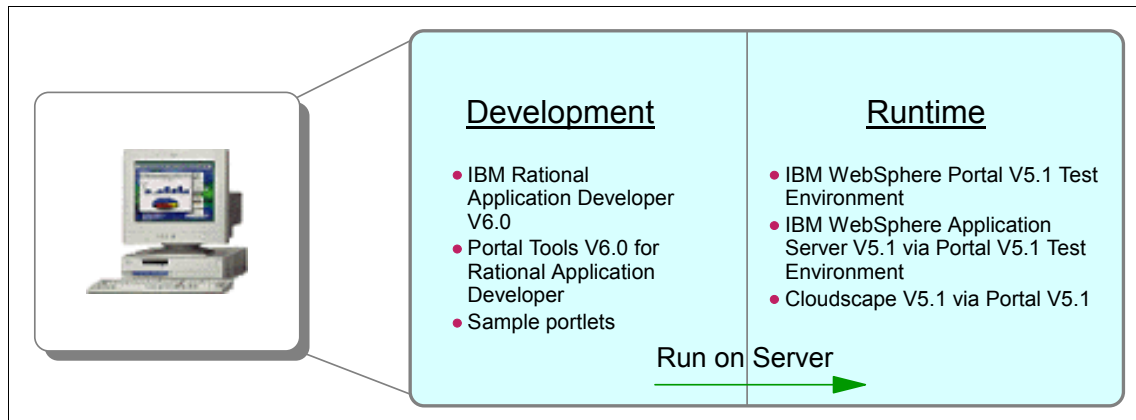 Development
IBM Rational
Application Developer
V6.0
Portal Tools V6.0 for
Rational Application
Developer
Sample portlets
Runtime
IBM WebSphere Portal V5.1 Test
Environment
IBM WebSphere Application
Server V5.1 via Portal V5.1 Test
Environment
Cloudscape V5.1 via Portal V5.1
Run on Server